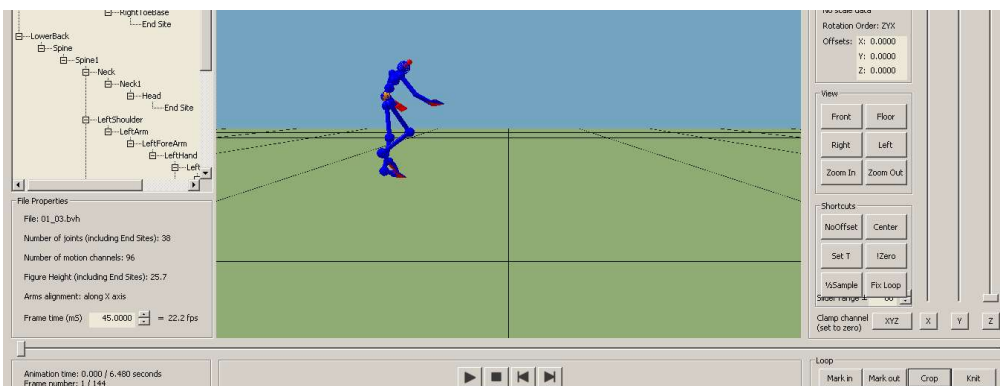 RightToeBase
End Site
LowerBack
Spine
Spine1
Neck
Neck1
Head
End Site
LeftShoulder
LeftArm
LeftForeArm
LeftHand
Left
File Properties
File: 01_03.bvh
Number of joints (including End Sites): 38
Number of motion channels: 96
Figure Height (including End Sites): 25.7
Arms alignment: along X axis
Frame time (mS) 45.0000 = 22.2 fps
Animation time: 0.000 / 6.480 seconds
Frame number: 1 / 144
No scale data
Rotation Order: ZYX
Offsets: X: 0.0000
Y: 0.0000
Z: 0.0000
View
Front Floor
Right Left
Zoom In Zoom Out
Shortcuts
NoOffset Center
Set T !Zero
½Sample Fix Loop
Slider range ±
Clamp channel XYZ X Y Z
(set to zero)
Loop
Mark in Mark out Crop Knit